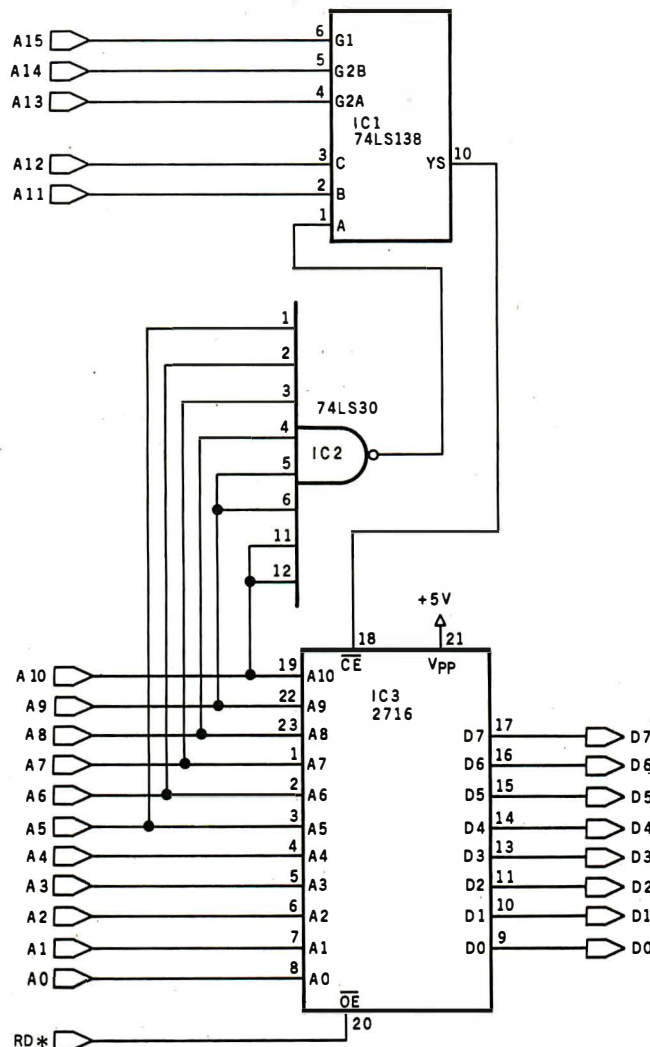 A15 6 G1
A14 5 G2B
A13 4 G2A
IC1
74LS138
A12 3 C YS 10
A11 2 B
1 A
1
2
3
74LS30
4
IC2
5
6
11
12
+5V
18 21
CE VPP
A10 19 A10
IC3
A9 22 A9
2716
A8 23 A8 D7 17 D7
A7 1 A7 D6 16 D6
A6 2 A6 D5 15 D5
A5 3 A5 D4 14 D4
A4 4 A4 D3 13 D3
A3 5 A3 D2 11 D2
A2 6 A2 D1 10 D1
A1 7 A1 D0 9 D0
A0 8 A0
OE
20
RD*